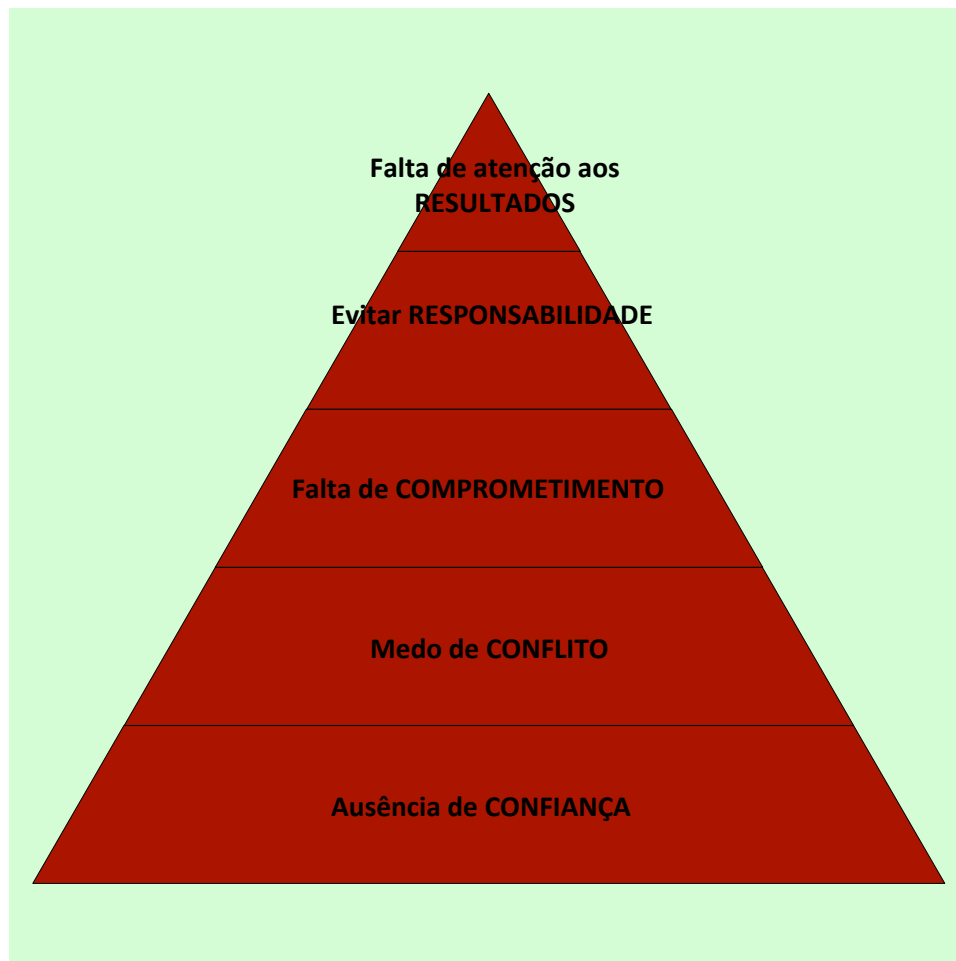 Falta de atenção aos
RESULTADOS
Evitar RESPONSABILIDADE
Falta de COMPROMETIMENTO
Medo de CONFLITO
Ausência de CONFIANÇA